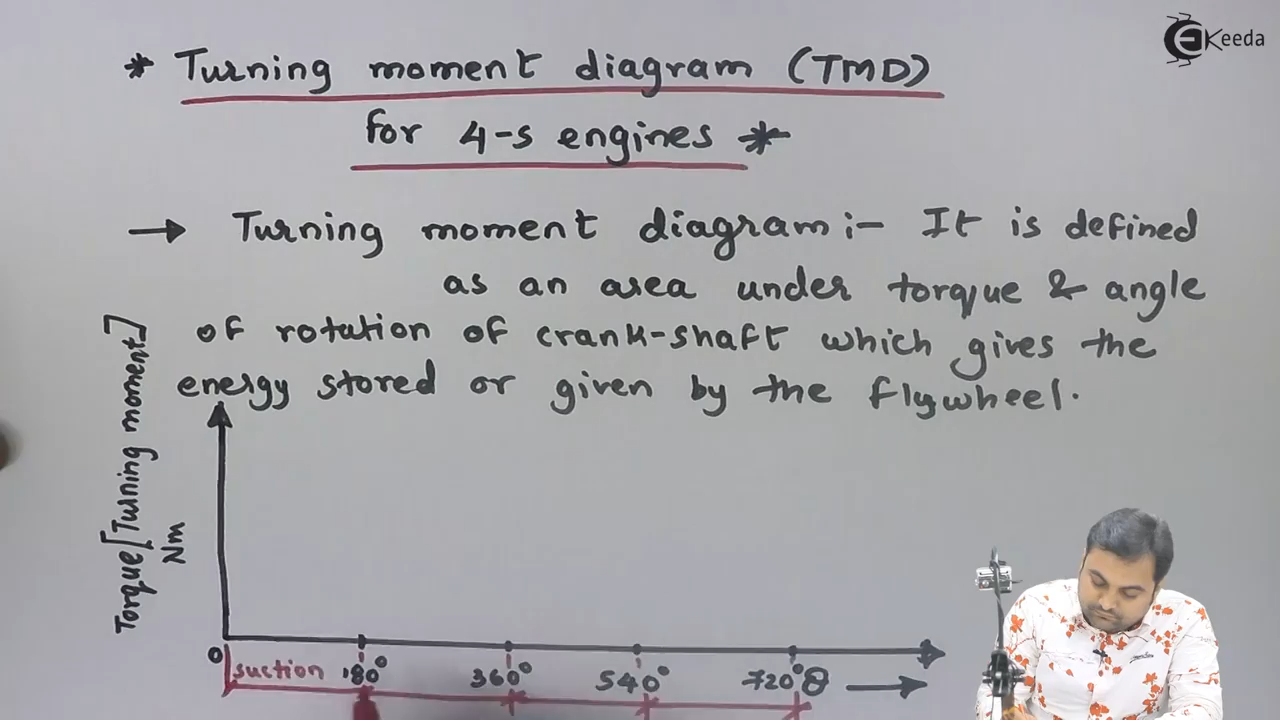 Ekeeda
* Turning moment diagram (TMD)
for 4-s engines *
→ Turning moment diagram :- It is defined
as an area under torque & angle
of rotation of crank-shaft which gives the
energy stored or given by the flywheel.
Torque [Turning moment]
Nm
0 suction 180° 360° 540° 720° θ →